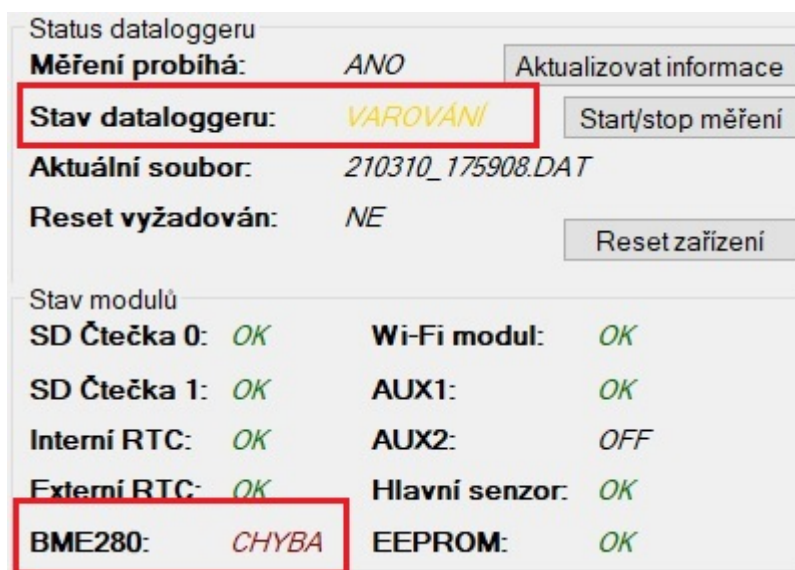 Status dataloggeru
Měření probíhá: ANO Aktualizovat informace
Stav dataloggeru: VAROVÁNÍ Start/stop měření
Aktuální soubor: 210310_175908.DAT
Reset vyžadován: NE
Reset zařízení
Stav modulů
SD Čtečka 0: OK Wi-Fi modul: OK
SD Čtečka 1: OK AUX1: OK
Interní RTC: OK AUX2: OFF
Externí RTC: OK Hlavní senzor: OK
BME280: CHYBA EEPROM: OK